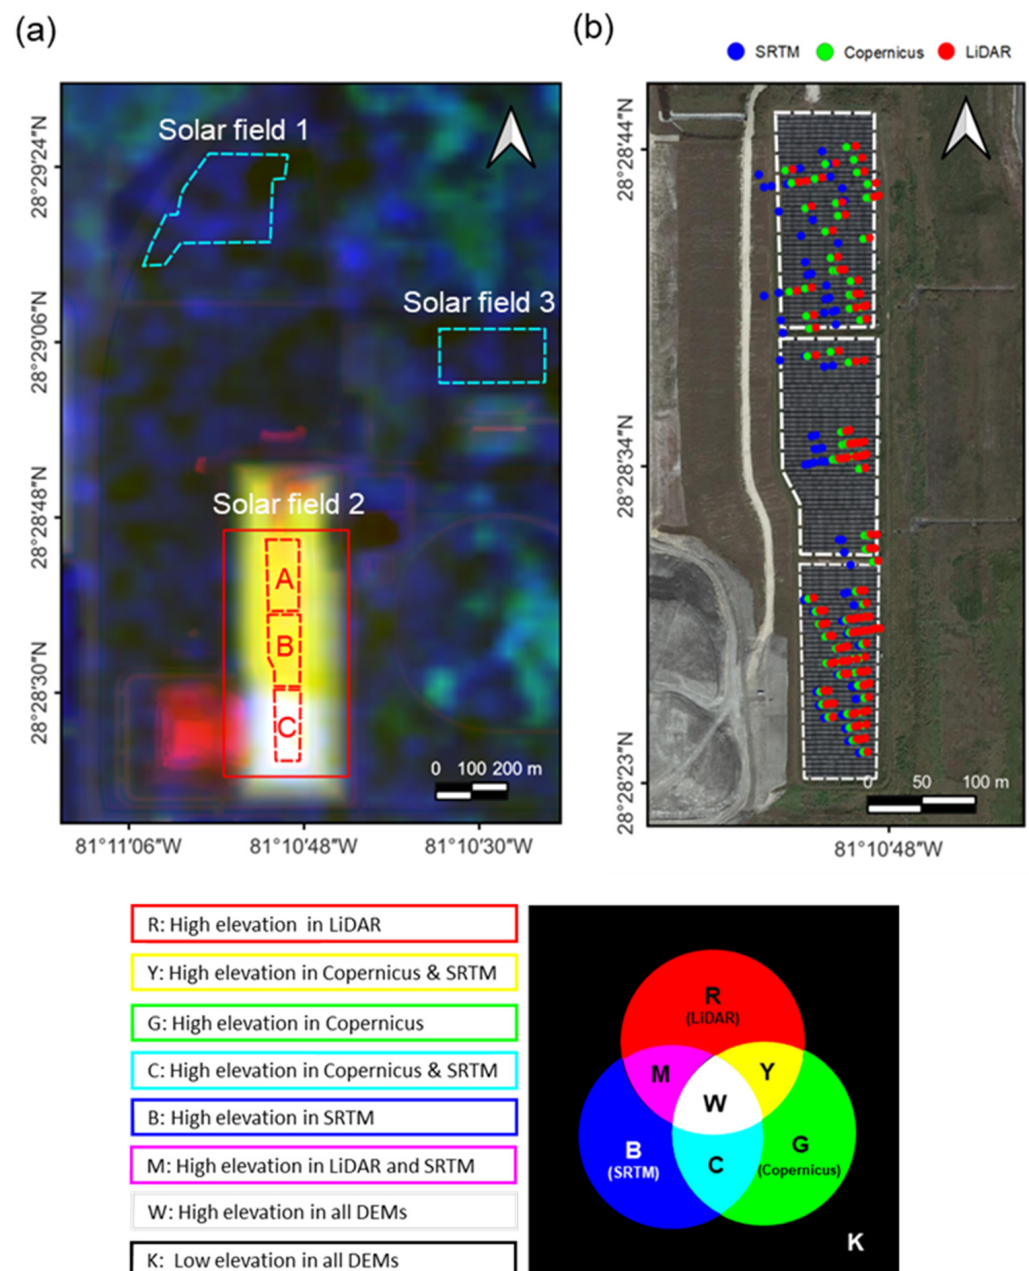 (a)
(b)
SRTM Copernicus LiDAR
Solar field 1
Solar field 3
Solar field 2
A
B
C
0 100 200 m
28°29'24"N
28°29'06"N
28°28'48"N
28°28'30"N
81°11'06"W 81°10'48"W 81°10'30"W
28°28'44"N
28°28'34"N
28°28'23"N
0 50 100 m
81°10'48"W
R: High elevation in LiDAR
Y: High elevation in Copernicus & SRTM
G: High elevation in Copernicus
C: High elevation in Copernicus & SRTM
B: High elevation in SRTM
M: High elevation in LiDAR and SRTM
W: High elevation in all DEMs
K: Low elevation in all DEMs
R
(LiDAR)
M
Y
W
B
(SRTM)
C
G
(Copernicus)
K